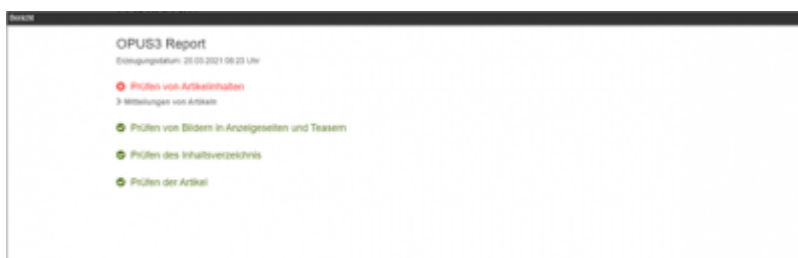 Bericht
OPUS3 Report
Erzeugungsdatum: 25.03.2021 08:23 Uhr
Prüfen von Artikelinhalten
Mitteilungen von Artikeln
Prüfen von Bildern in Anzeigeseiten und Teasern
Prüfen des Inhaltsverzeichnis
Prüfen der Artikel